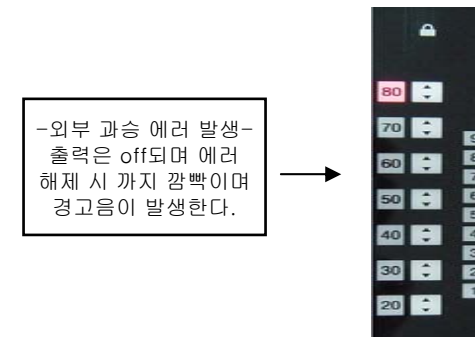 -외부 과승 에러 발생-
출력은 off되며 에러
해제 시 까지 깜빡이며
경고음이 발생한다.
80
70
60
50
40
30
20